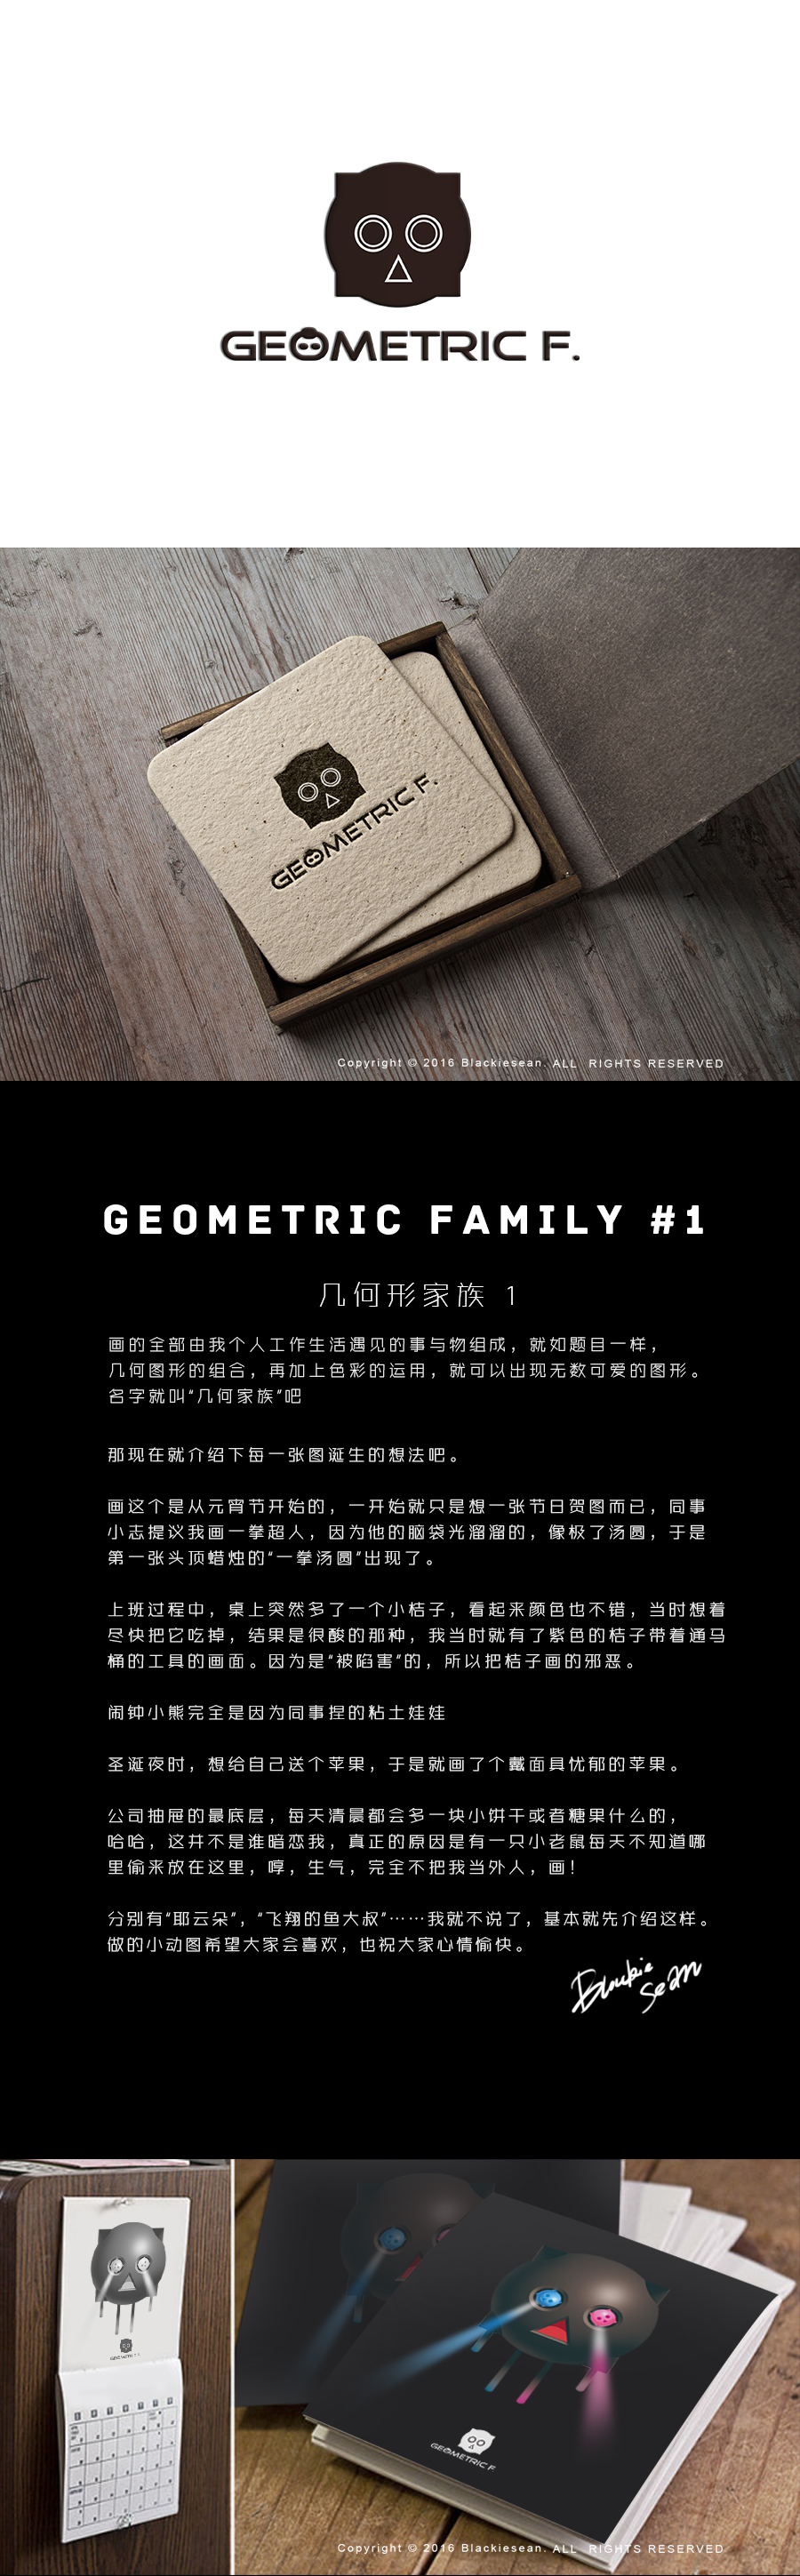 GEOMETRIC F.
GEOMETRIC F.
Copyright © 2016 Blackiesean. ALL RIGHTS RESERVED
GEOMETRIC FAMILY #1
几何形家族 1
画的全部由我个人工作生活遇见的事与物组成，就如题目一样，
几何图形的组合，再加上色彩的运用，就可以出现无数可爱的图形。
名字就叫“几何家族”吧
那现在就介绍下每一张图诞生的想法吧。
画这个是从元宵节开始的，一开始就只是想一张节日贺图而已，同事
小志提议我画一拳超人，因为他的脑袋光溜溜的，像极了汤圆，于是
第一张头顶蜡烛的“一拳汤圆”出现了。
上班过程中，桌上突然多了一个小桔子，看起来颜色也不错，当时想着
尽快把它吃掉，结果是很酸的那种，我当时就有了紫色的桔子带着通马
桶的工具的画面。因为是“被陷害”的，所以把桔子画的邪恶。
闹钟小熊完全是因为同事捏的粘土娃娃
圣诞夜时，想给自己送个苹果，于是就画了个戴面具忧郁的苹果。
公司抽屉的最底层，每天清晨都会多一块小饼干或者糖果什么的，
哈哈，这并不是谁暗恋我，真正的原因是有一只小老鼠每天不知道哪
里偷来放在这里，哼，生气，完全不把我当外人，画！
分别有“耶云朵”，“飞翔的鱼大叔”……我就不说了，基本就先介绍这样。
做的小动图希望大家会喜欢，也祝大家心情愉快。
Blackie
Sean
GEOMETRIC F.
Copyright © 2016 Blackiesean. ALL RIGHTS RESERVED